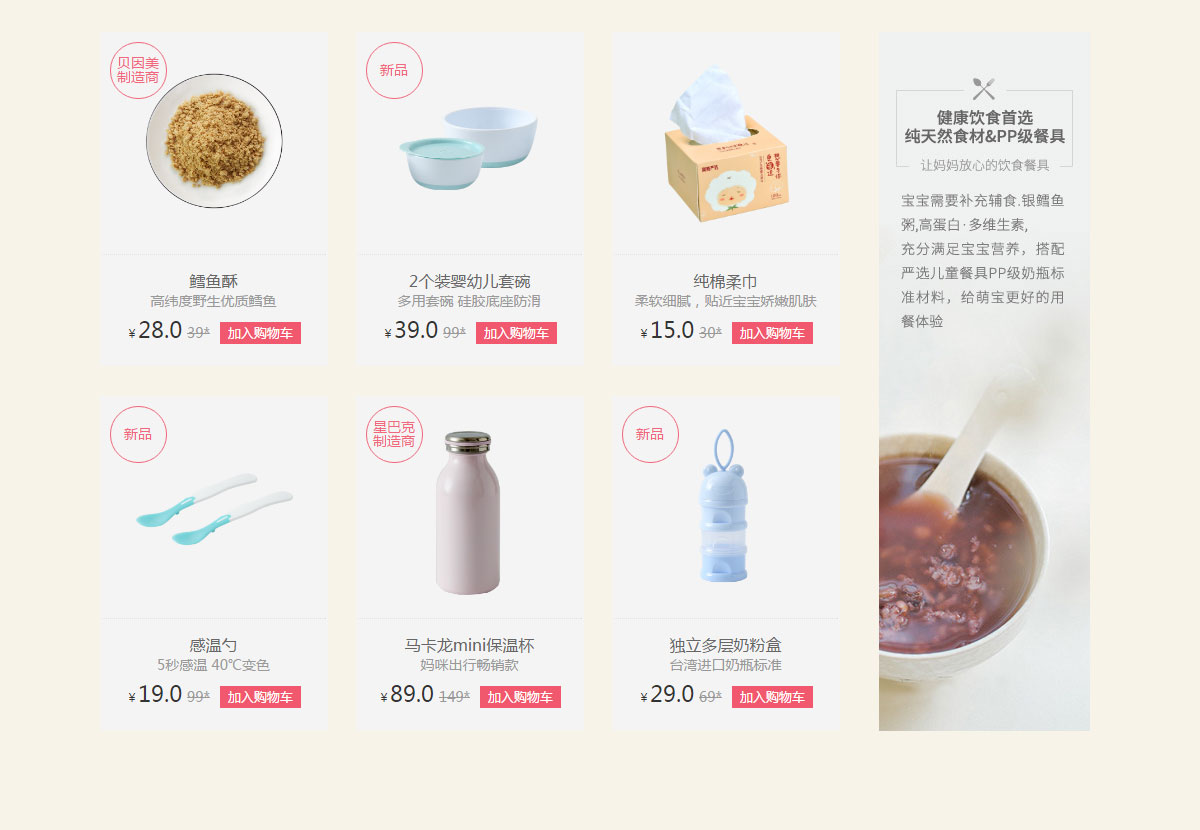 贝因美
制造商
鳕鱼酥
高纬度野生优质鳕鱼
¥28.0 39* 加入购物车
新品
2个装婴幼儿套碗
多用套碗 硅胶底座防滑
¥39.0 99* 加入购物车
纯棉柔巾
柔软细腻，贴近宝宝娇嫩肌肤
¥15.0 30* 加入购物车
新品
感温勺
5秒感温 40℃变色
¥19.0 99* 加入购物车
星巴克
制造商
马卡龙mini保温杯
妈咪出行畅销款
¥89.0 149* 加入购物车
新品
独立多层奶粉盒
台湾进口奶瓶标准
¥29.0 69* 加入购物车
健康饮食首选
纯天然食材&PP级餐具
让妈妈放心的饮食餐具
宝宝需要补充辅食.银鳕鱼
粥,高蛋白·多维生素,
充分满足宝宝营养，搭配
严选儿童餐具PP级奶瓶标
准材料，给萌宝更好的用
餐体验